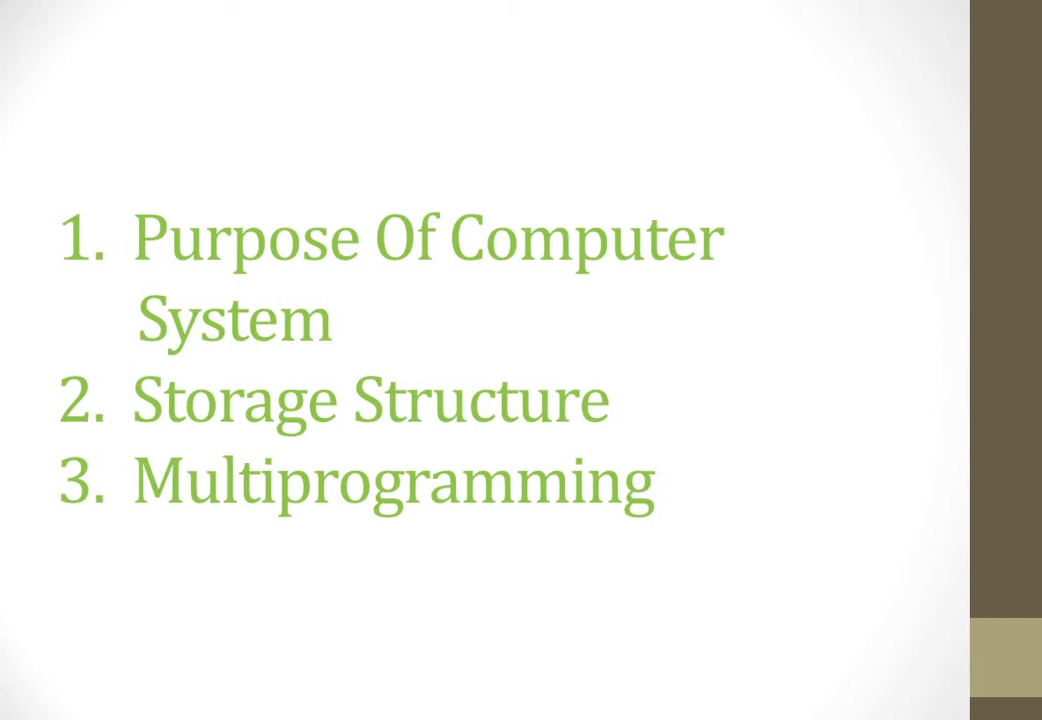 1. Purpose Of Computer
System
2. Storage Structure
3. Multiprogramming